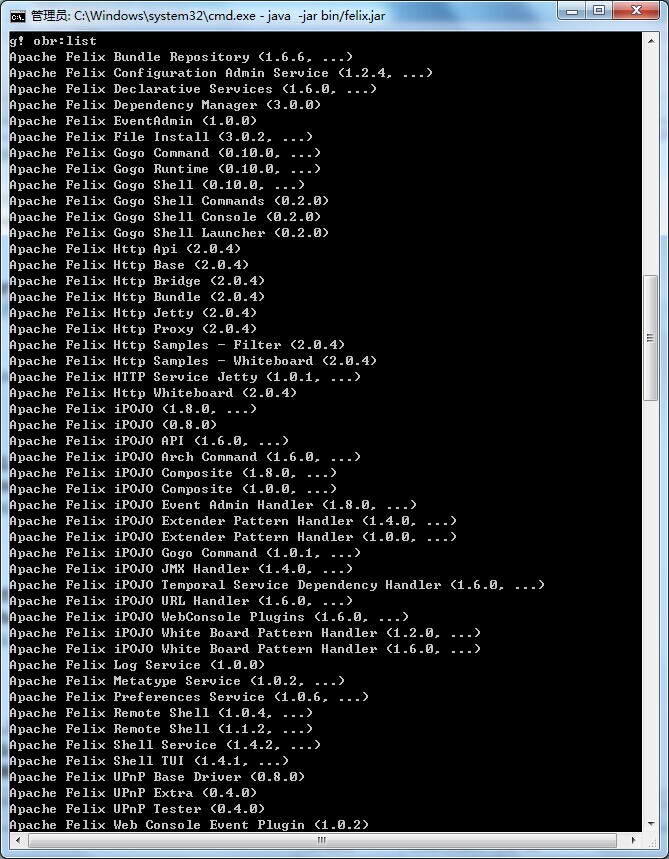 管理员: C:\Windows\system32\cmd.exe - java  -jar bin/felix.jar
g! obr:list
Apache Felix Bundle Repository (1.6.6, ...)
Apache Felix Configuration Admin Service (1.2.4, ...)
Apache Felix Declarative Services (1.6.0, ...)
Apache Felix Dependency Manager (3.0.0)
Apache Felix EventAdmin (1.0.0)
Apache Felix File Install (3.0.2, ...)
Apache Felix Gogo Command (0.10.0, ...)
Apache Felix Gogo Runtime (0.10.0, ...)
Apache Felix Gogo Shell (0.10.0, ...)
Apache Felix Gogo Shell Commands (0.2.0)
Apache Felix Gogo Shell Console (0.2.0)
Apache Felix Gogo Shell Launcher (0.2.0)
Apache Felix Http Api (2.0.4)
Apache Felix Http Base (2.0.4)
Apache Felix Http Bridge (2.0.4)
Apache Felix Http Bundle (2.0.4)
Apache Felix Http Jetty (2.0.4)
Apache Felix Http Proxy (2.0.4)
Apache Felix Http Samples - Filter (2.0.4)
Apache Felix Http Samples - Whiteboard (2.0.4)
Apache Felix HTTP Service Jetty (1.0.1, ...)
Apache Felix Http Whiteboard (2.0.4)
Apache Felix iPOJO (1.8.0, ...)
Apache Felix iPOJO (0.8.0)
Apache Felix iPOJO API (1.6.0, ...)
Apache Felix iPOJO Arch Command (1.6.0, ...)
Apache Felix iPOJO Composite (1.8.0, ...)
Apache Felix iPOJO Composite (1.0.0, ...)
Apache Felix iPOJO Event Admin Handler (1.8.0, ...)
Apache Felix iPOJO Extender Pattern Handler (1.4.0, ...)
Apache Felix iPOJO Extender Pattern Handler (1.0.0, ...)
Apache Felix iPOJO Gogo Command (1.0.1, ...)
Apache Felix iPOJO JMX Handler (1.4.0, ...)
Apache Felix iPOJO Temporal Service Dependency Handler (1.6.0, ...)
Apache Felix iPOJO URL Handler (1.6.0, ...)
Apache Felix iPOJO WebConsole Plugins (1.6.0, ...)
Apache Felix iPOJO White Board Pattern Handler (1.2.0, ...)
Apache Felix iPOJO White Board Pattern Handler (1.6.0, ...)
Apache Felix Log Service (1.0.0)
Apache Felix Metatype Service (1.0.2, ...)
Apache Felix Preferences Service (1.0.6, ...)
Apache Felix Remote Shell (1.0.4, ...)
Apache Felix Remote Shell (1.1.2, ...)
Apache Felix Shell Service (1.4.2, ...)
Apache Felix Shell TUI (1.4.1, ...)
Apache Felix UPnP Base Driver (0.8.0)
Apache Felix UPnP Extra (0.4.0)
Apache Felix UPnP Tester (0.4.0)
Apache Felix Web Console Event Plugin (1.0.2)